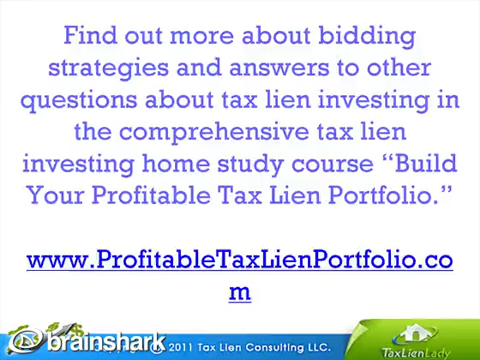 Find out more about bidding
strategies and answers to other
questions about tax lien investing in
the comprehensive tax lien
investing home study course “Build
Your Profitable Tax Lien Portfolio.”
www.ProfitableTaxLienPortfolio.co
m
brainshark
2011 Tax Lien Consulting LLC.
TaxLienLady